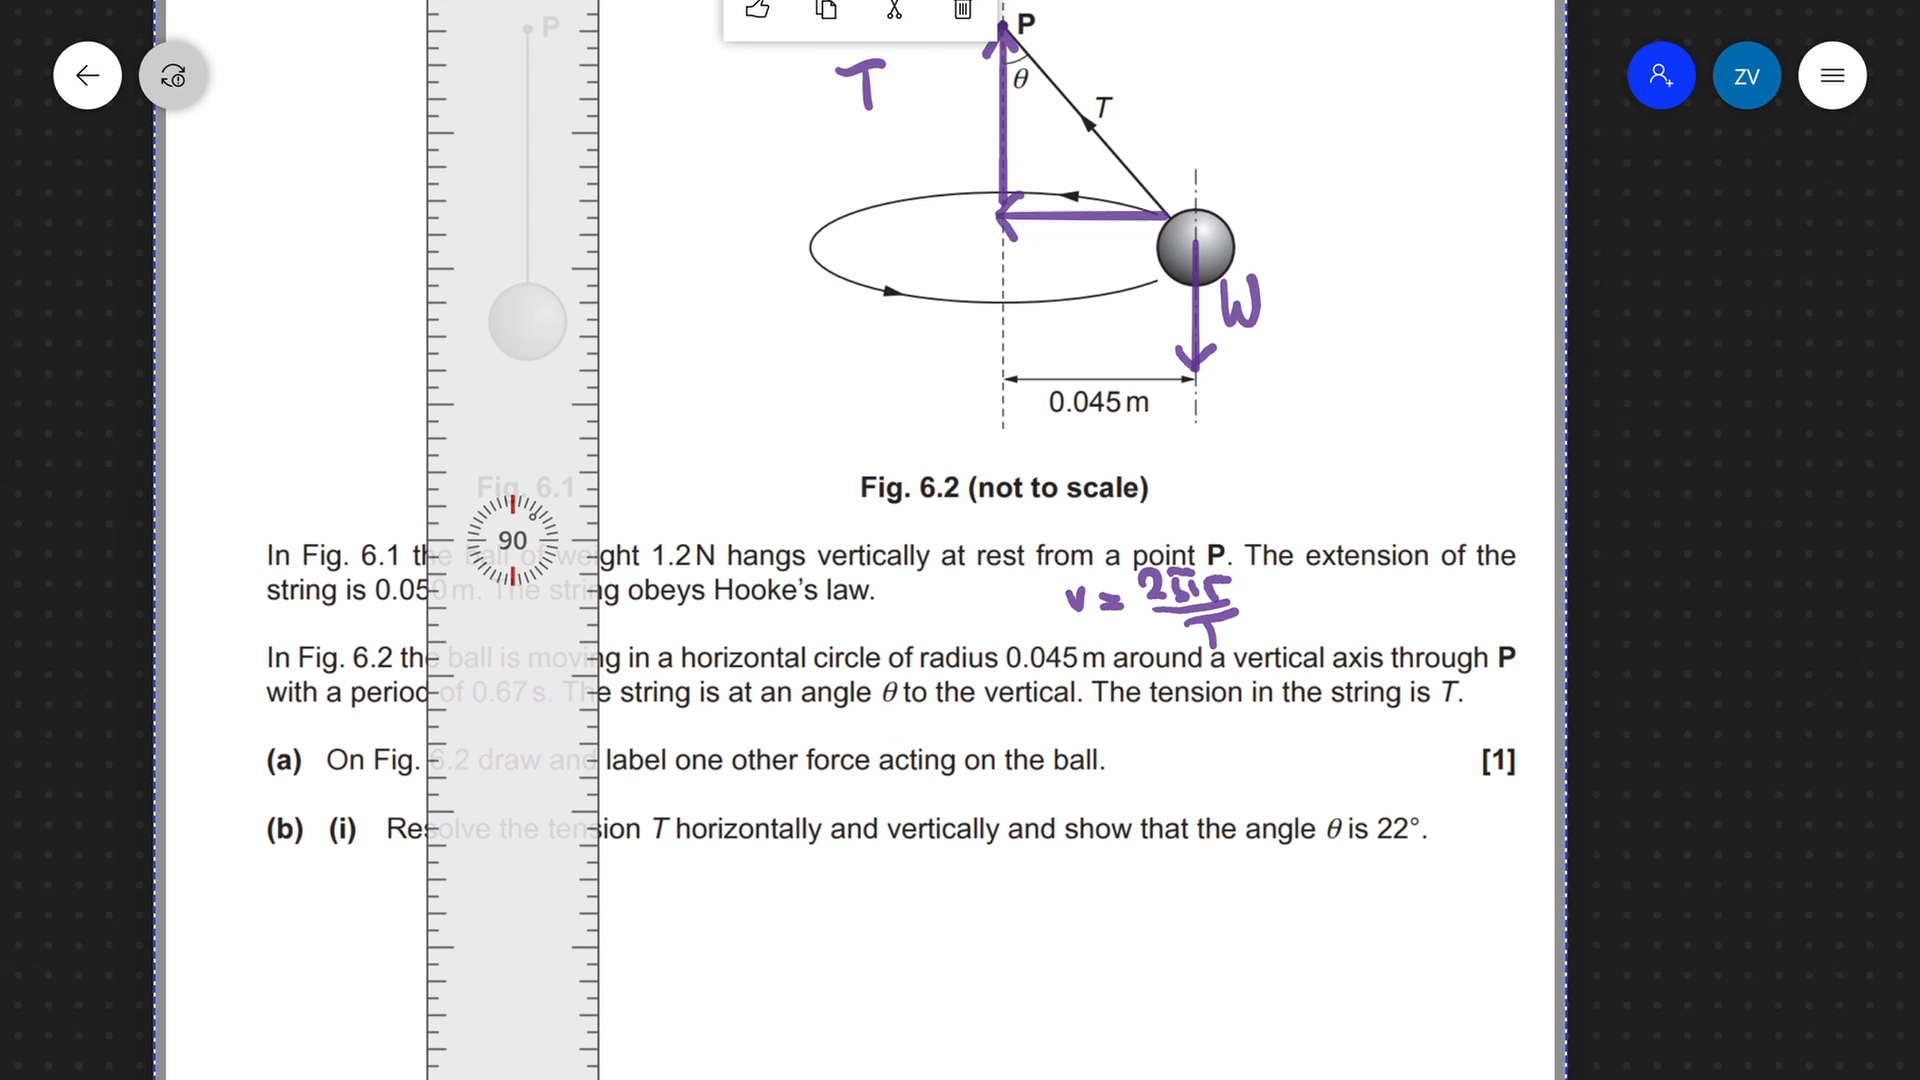 P
P
θ
T
T
W
0.045 m
Fig. 6.1
Fig. 6.2 (not to scale)
90
In Fig. 6.1 the ball of weight 1.2 N hangs vertically at rest from a point P. The extension of the
string is 0.050 m. The string obeys Hooke's law.
v = 2πr
T
In Fig. 6.2 the ball is moving in a horizontal circle of radius 0.045 m around a vertical axis through P
with a period of 0.67 s. The string is at an angle θ to the vertical. The tension in the string is T.
(a) On Fig. 6.2 draw and label one other force acting on the ball. [1]
(b) (i) Resolve the tension T horizontally and vertically and show that the angle θ is 22°.
ZV